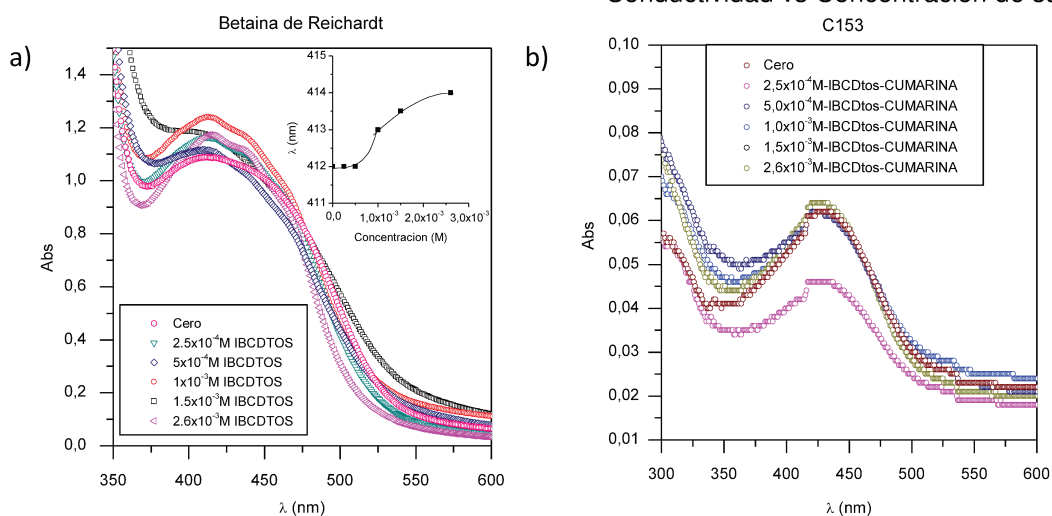 Conductividad vs Concentración de
Betaina de Reichardt
a)
Abs
1,4
1,2
1,0
0,8
0,6
0,4
0,2
0,0
350
400
450
500
550
600
λ (nm)
415
414
413
412
411
λ (nm)
0,0
1,0x10⁻³
2,0x10⁻³
3,0x10⁻³
Concentracion (M)
Cero
2.5x10⁻⁴M IBCDTOS
5x10⁻⁴M IBCDTOS
1x10⁻³M IBCDTOS
1.5x10⁻³M IBCDTOS
2.6x10⁻³M IBCDTOS
C153
b)
Abs
0,10
0,09
0,08
0,07
0,06
0,05
0,04
0,03
0,02
0,01
300
350
400
450
500
550
600
λ (nm)
Cero
2,5x10⁻⁴M-IBCDtos-CUMARINA
5,0x10⁻⁴M-IBCDtos-CUMARINA
1,0x10⁻³M-IBCDtos-CUMARINA
1,5x10⁻³M-IBCDtos-CUMARINA
2,6x10⁻³M-IBCDtos-CUMARINA